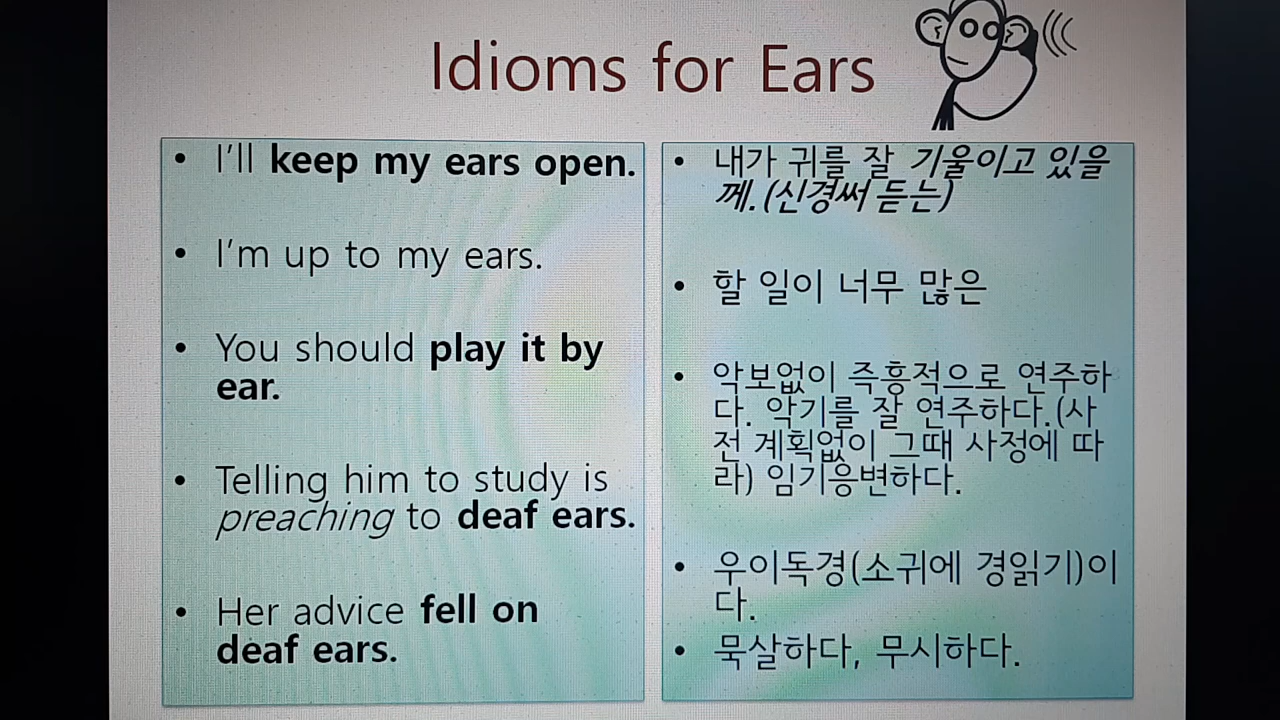 Idioms for Ears
• I'll keep my ears open.
• I'm up to my ears.
• You should play it by
ear.
• Telling him to study is
preaching to deaf ears.
• Her advice fell on
deaf ears.
• 내가 귀를 잘 기울이고 있을
께.(신경써 듣는)
• 할 일이 너무 많은
• 악보없이 즉흥적으로 연주하
다. 악기를 잘 연주하다.(사
전 계획없이 그때 사정에 따
라) 임기응변하다.
• 우이독경(소귀에 경읽기)이
다.
• 묵살하다, 무시하다.